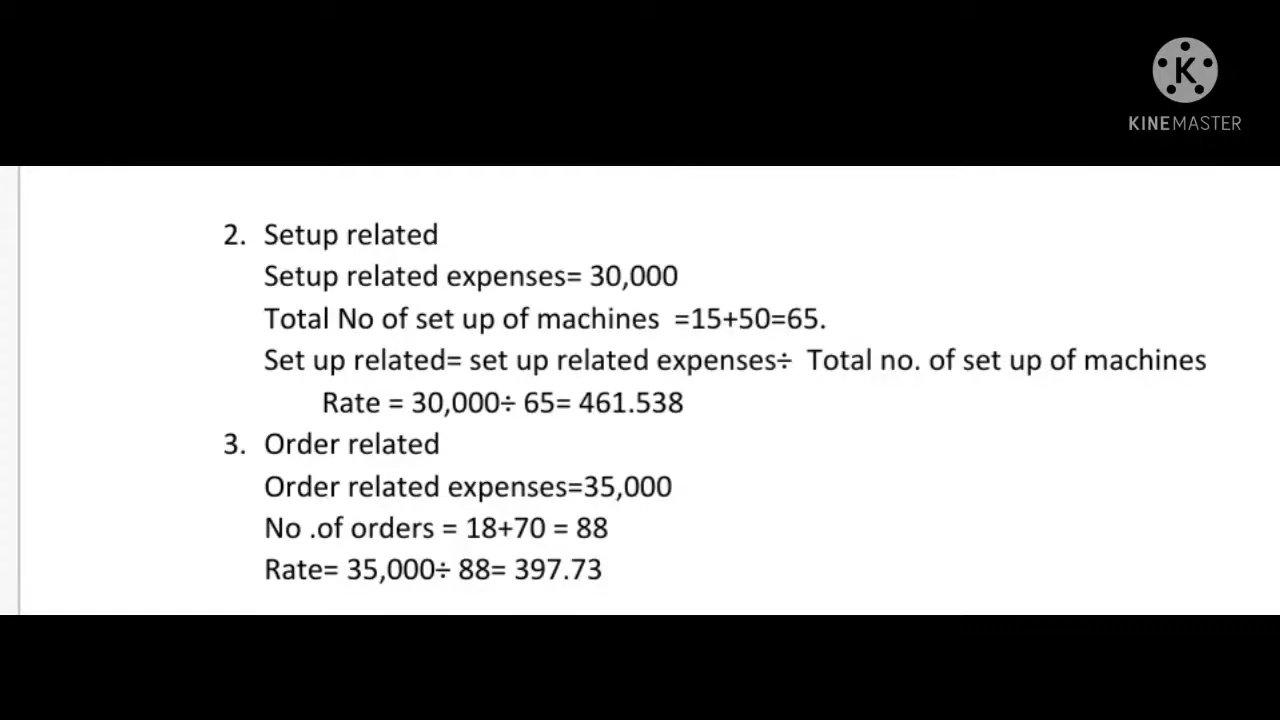 K
KINEMASTER
2. Setup related
Setup related expenses= 30,000
Total No of set up of machines =15+50=65.
Set up related= set up related expenses÷ Total no. of set up of machines
Rate = 30,000÷ 65= 461.538
3. Order related
Order related expenses=35,000
No .of orders = 18+70 = 88
Rate= 35,000÷ 88= 397.73